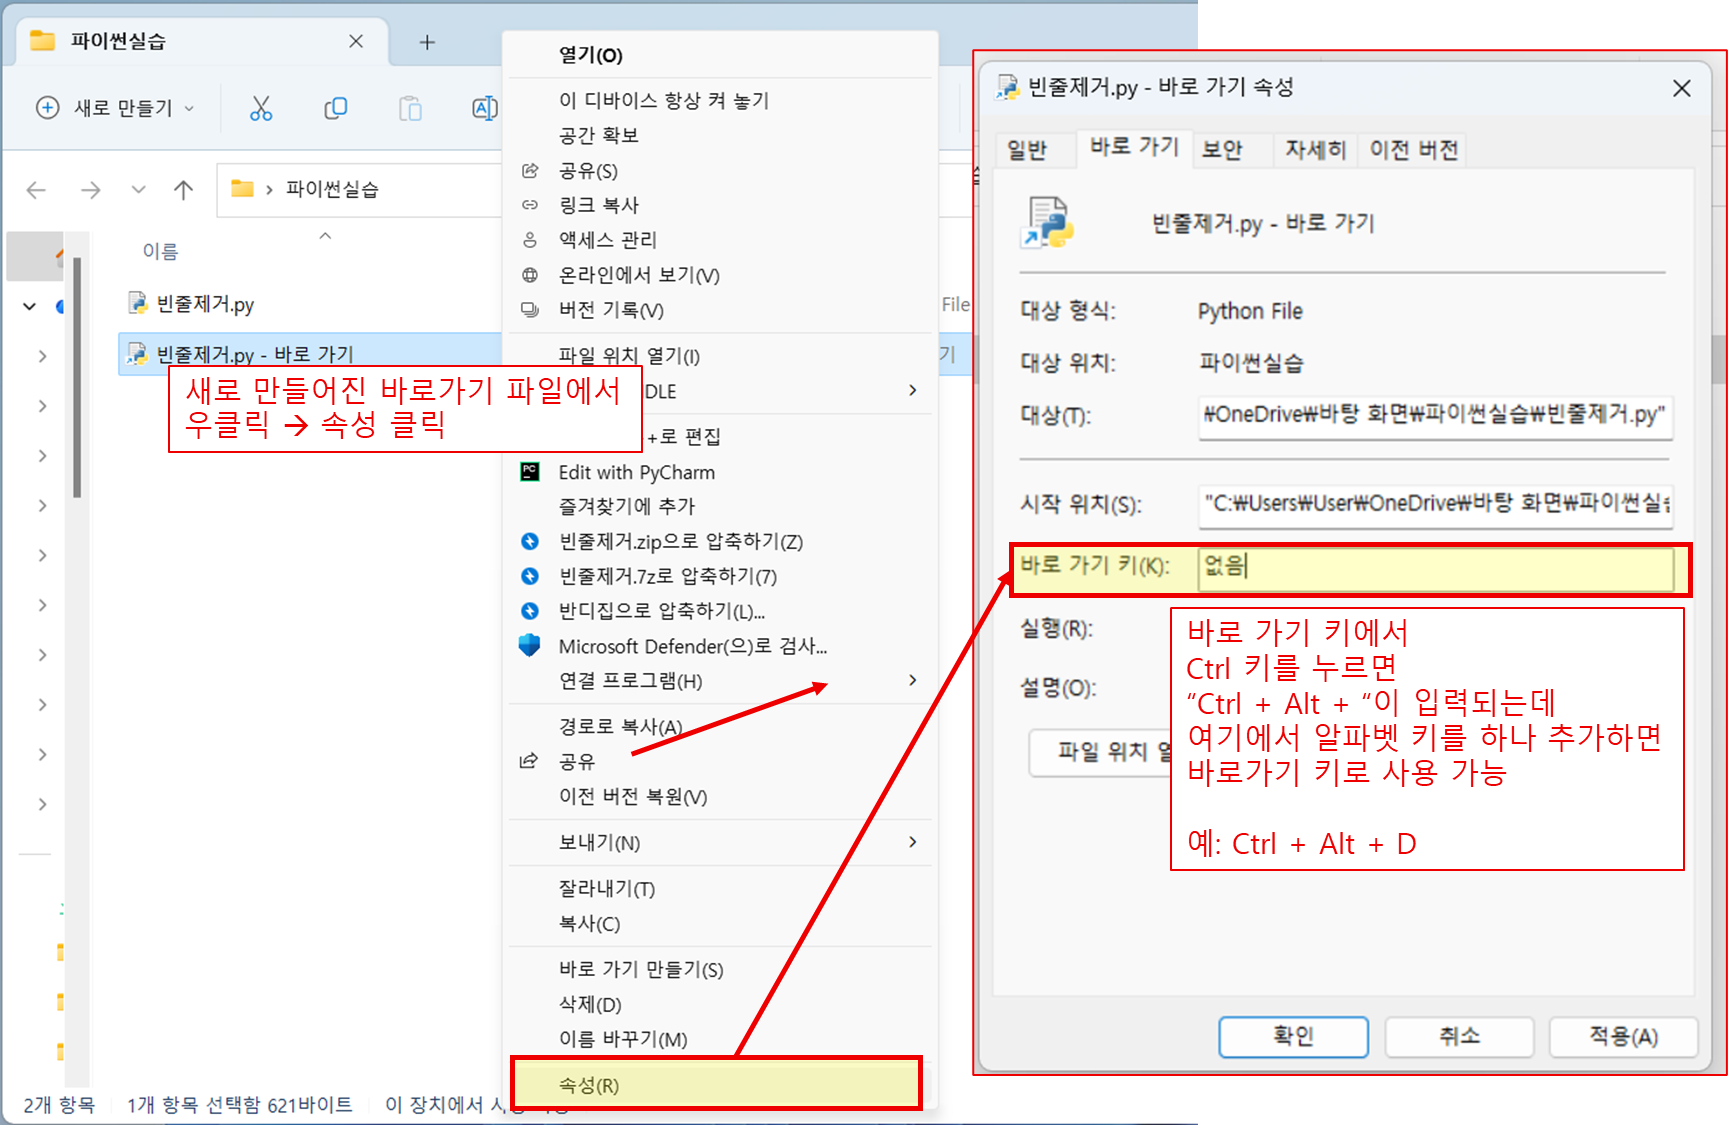 파이썬실습
새로 만들기
파이썬실습
이름
빈줄제거.py
File
빈줄제거.py - 바로 가기
기
새로 만들어진 바로가기 파일에서
우클릭 → 속성 클릭
2개 항목
1개 항목 선택함 621바이트
이 장치에서
열기(O)
이 디바이스 항상 켜 놓기
공간 확보
공유(S)
링크 복사
액세스 관리
온라인에서 보기(V)
버전 기록(V)
파일 위치 열기(I)
DLE
+로 편집
PC
Edit with PyCharm
즐겨찾기에 추가
빈줄제거.zip으로 압축하기(Z)
빈줄제거.7z로 압축하기(7)
반디집으로 압축하기(L)...
Microsoft Defender(으)로 검사...
연결 프로그램(H)
경로로 복사(A)
공유
이전 버전 복원(V)
보내기(N)
잘라내기(T)
복사(C)
바로 가기 만들기(S)
삭제(D)
이름 바꾸기(M)
속성(R)
빈줄제거.py - 바로 가기 속성
일반 바로 가기 보안 자세히 이전 버전
빈줄제거.py - 바로 가기
대상 형식: Python File
대상 위치: 파이썬실습
대상(T): ₩OneDrive₩바탕 화면₩파이썬실습₩빈줄제거.py"
시작 위치(S): "C:₩Users₩User₩OneDrive₩바탕 화면₩파이썬실습
바로 가기 키(K): 없음
실행(R):
설명(O):
파일 위치 열
바로 가기 키에서
Ctrl 키를 누르면
“Ctrl + Alt + “이 입력되는데
여기에서 알파벳 키를 하나 추가하면
바로가기 키로 사용 가능
예: Ctrl + Alt + D
확인 취소 적용(A)